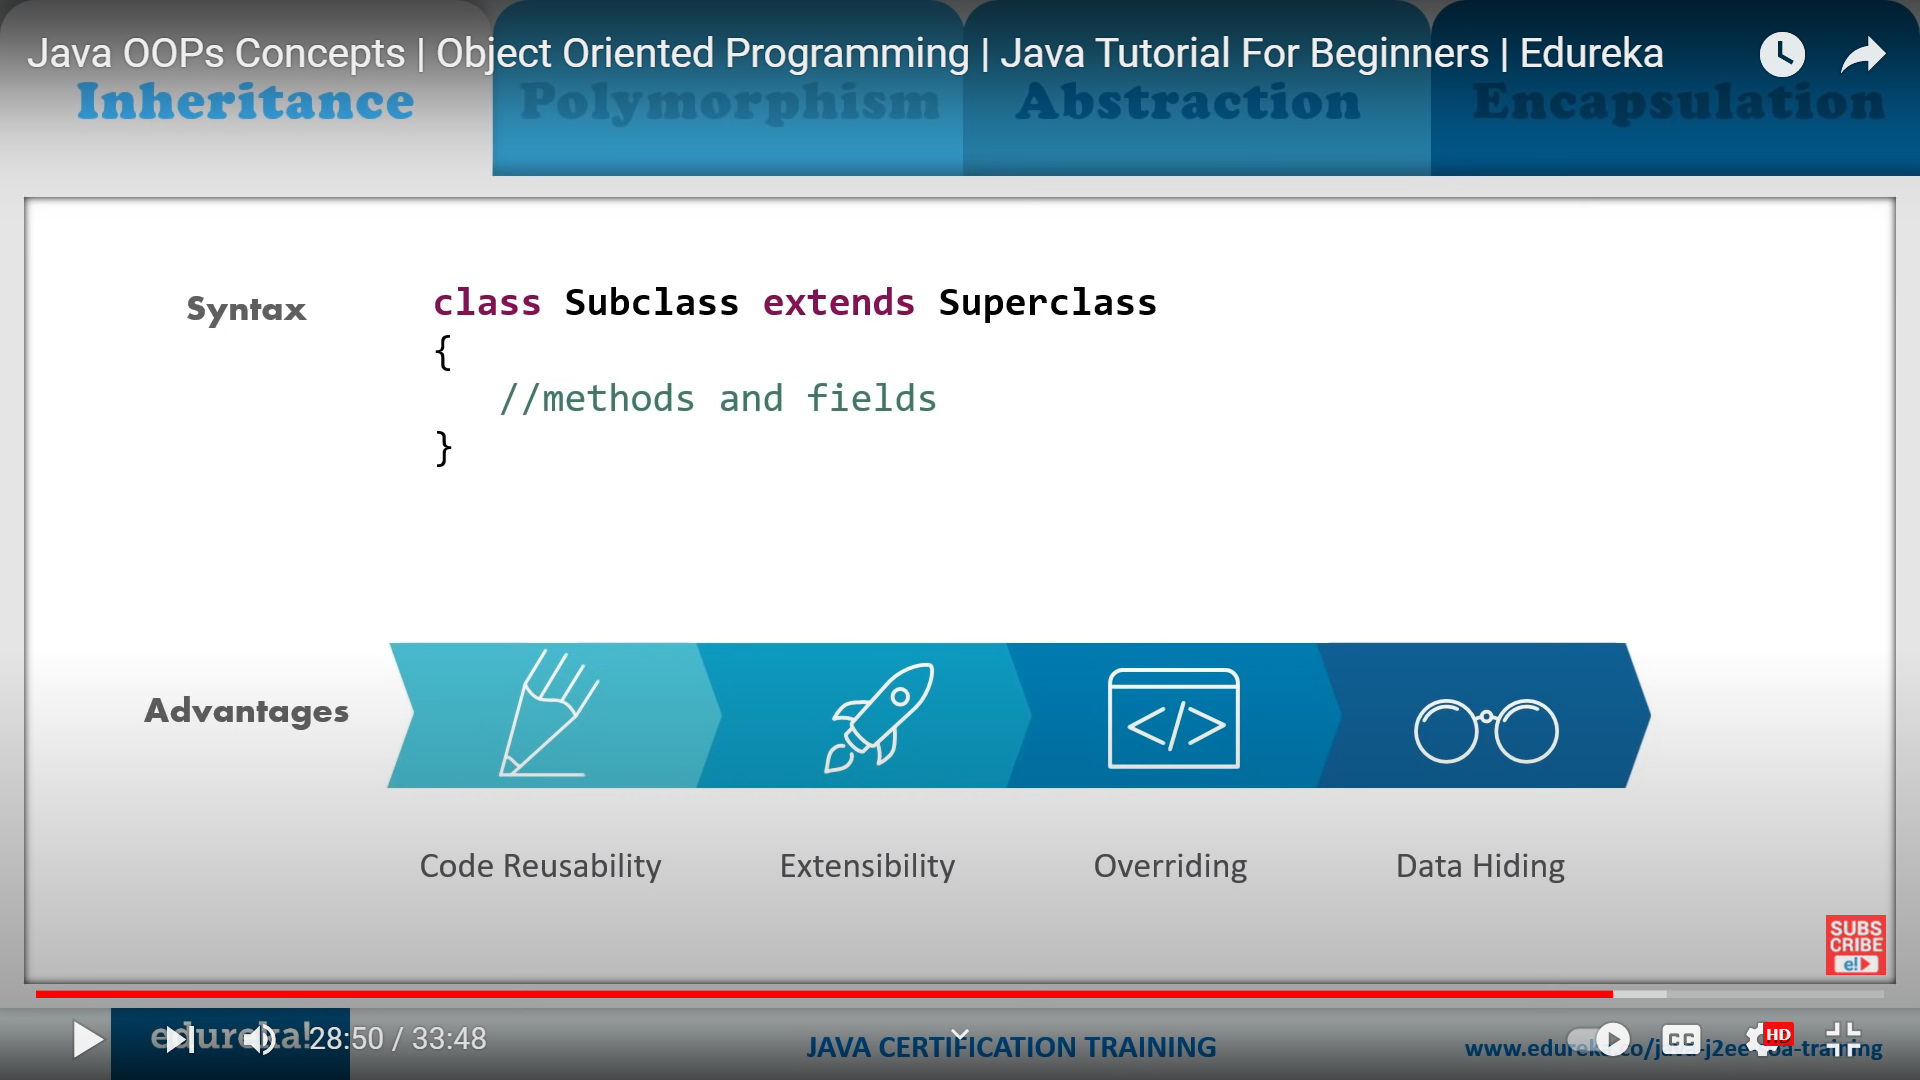 Java OOPs Concepts | Object Oriented Programming | Java Tutorial For Beginners | Edureka
Inheritance Polymorphism Abstraction Encapsulation
Syntax
class Subclass extends Superclass
{
//methods and fields
}
Advantages
</>
Code Reusability Extensibility Overriding Data Hiding
SUBS
CRIBE
e!
edureka! 28:50 / 33:48
JAVA CERTIFICATION TRAINING
CC HD